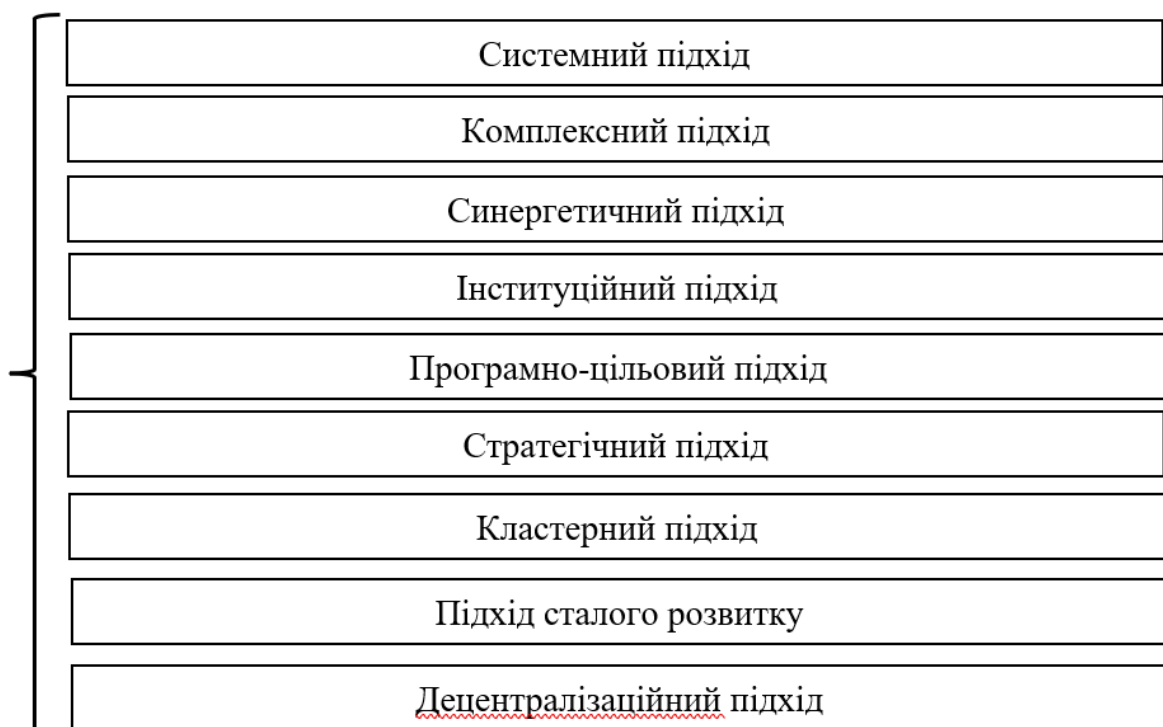 Системний підхід
Комплексний підхід
Синергетичний підхід
Інституційний підхід
Програмно-цільовий підхід
Стратегічний підхід
Кластерний підхід
Підхід сталого розвитку
Децентралізаційний підхід